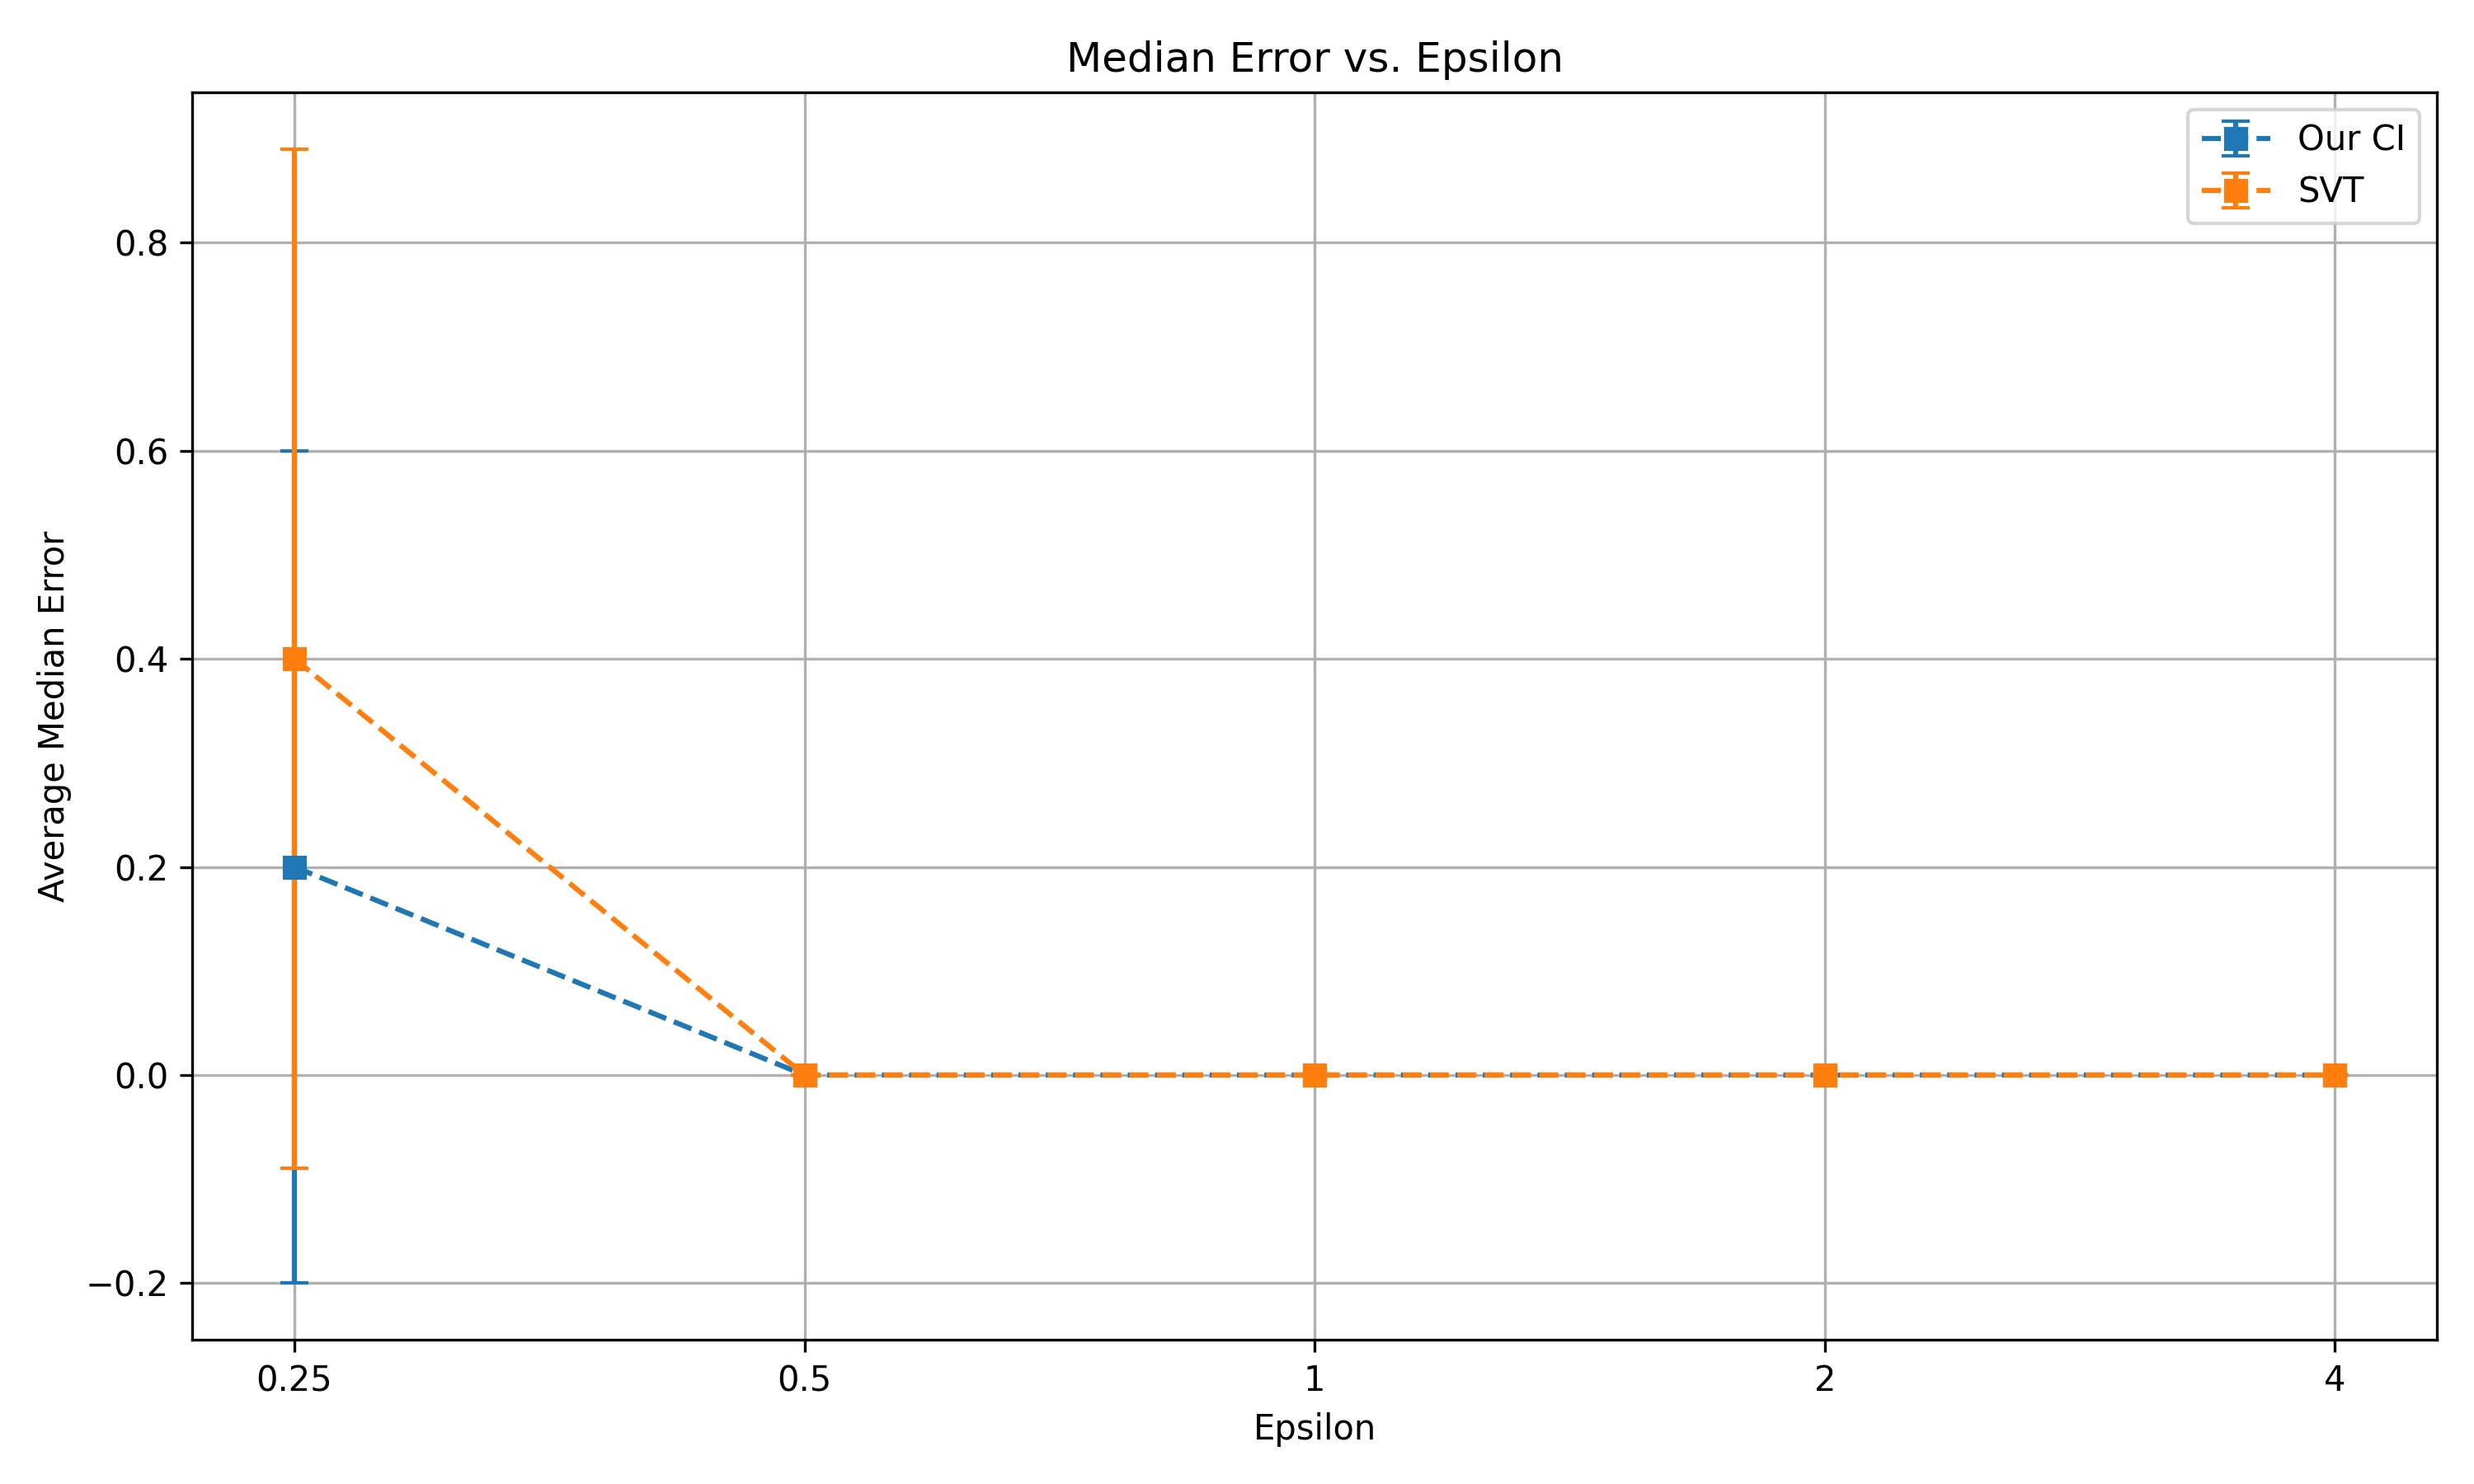 Median Error vs. Epsilon
Our CI
SVT
Average Median Error
0.8
0.6
0.4
0.2
0.0
−0.2
0.25 0.5 1 2 4
Epsilon